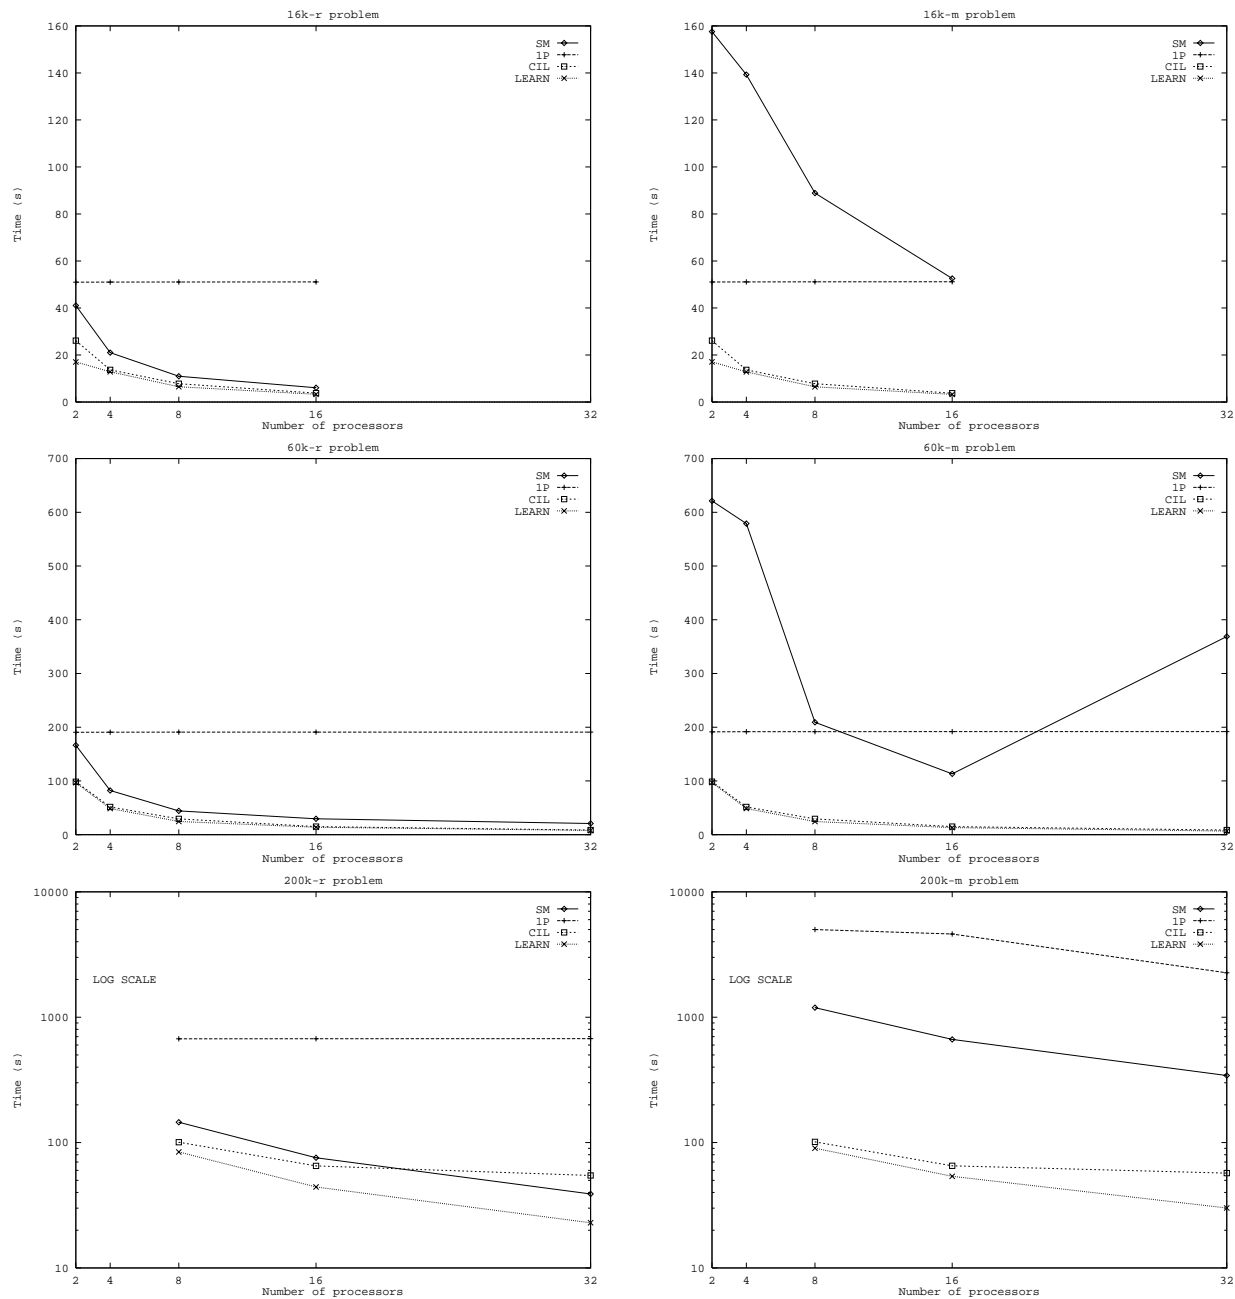 16k-r problem
160
140
120
100
80
60
40
20
0
Time (s)
SM
1P
CIL
LEARN
2 4 8 16 32
Number of processors
16k-m problem
160
140
120
100
80
60
40
20
0
Time (s)
SM
1P
CIL
LEARN
2 4 8 16 32
Number of processors
60k-r problem
700
600
500
400
300
200
100
0
Time (s)
SM
1P
CIL
LEARN
2 4 8 16 32
Number of processors
60k-m problem
700
600
500
400
300
200
100
0
Time (s)
SM
1P
CIL
LEARN
2 4 8 16 32
Number of processors
200k-r problem
10000
1000
100
10
Time (s)
SM
1P
CIL
LEARN
LOG SCALE
2 4 8 16 32
Number of processors
200k-m problem
10000
1000
100
10
Time (s)
SM
1P
CIL
LEARN
LOG SCALE
2 4 8 16 32
Number of processors